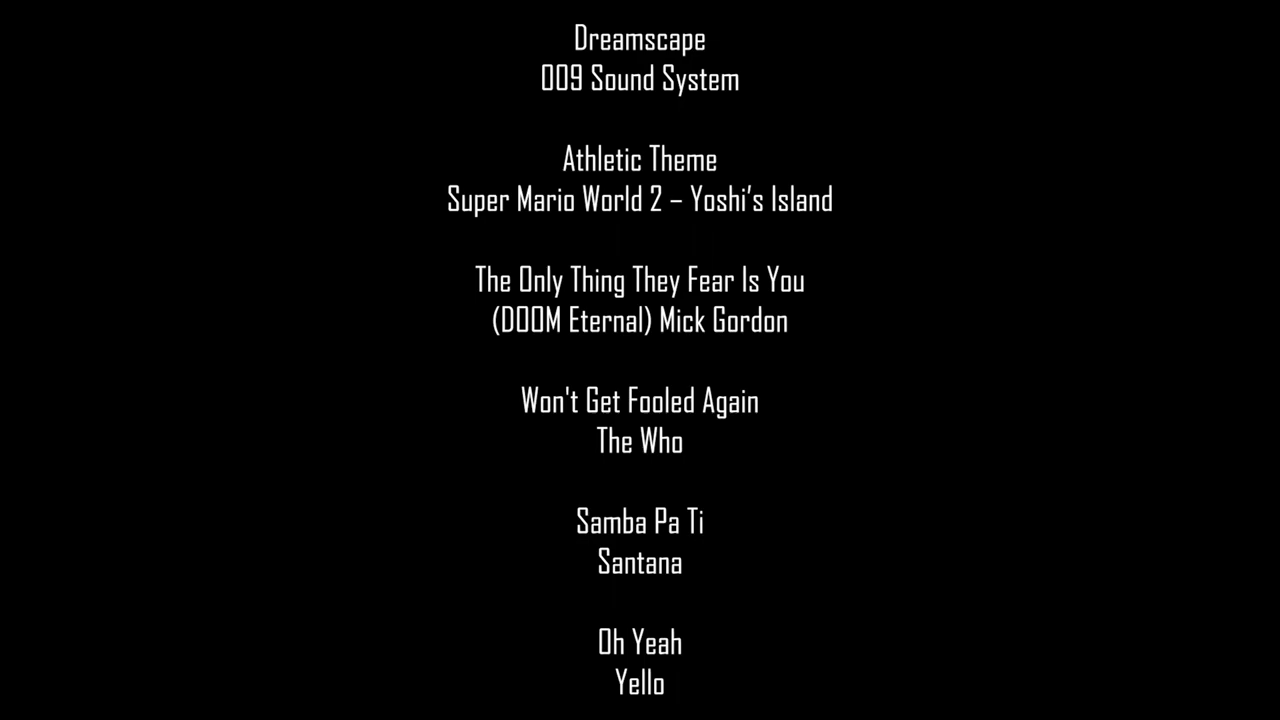 Dreamscape
009 Sound System
Athletic Theme
Super Mario World 2 – Yoshi’s Island
The Only Thing They Fear Is You
(DOOM Eternal) Mick Gordon
Won't Get Fooled Again
The Who
Samba Pa Ti
Santana
Oh Yeah
Yello